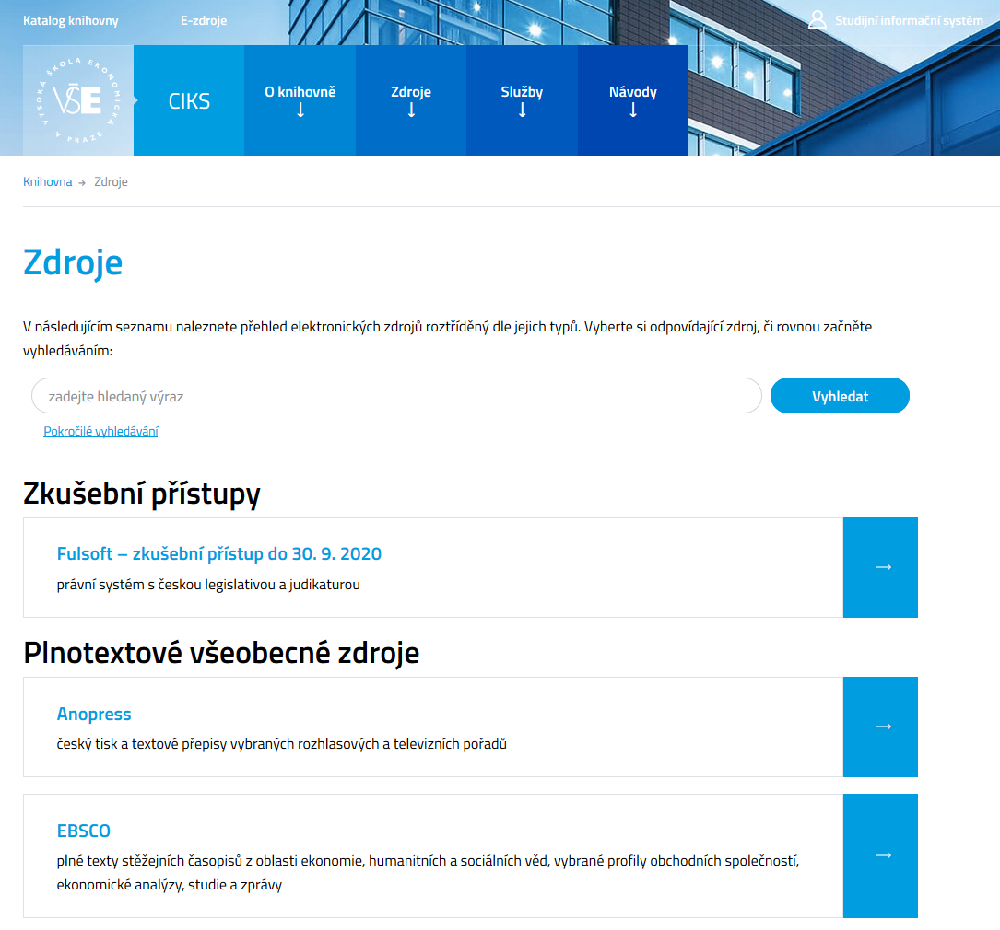 Katalog knihovny
E-zdroje
Studijní informační systém
VYSOKÁ ŠKOLA EKONOMICKÁ V PRAZE
VŠE
CIKS
O knihovně
Zdroje
Služby
Návody
Knihovna → Zdroje
Zdroje
V následujícím seznamu naleznete přehled elektronických zdrojů roztříděný dle jejich typů. Vyberte si odpovídající zdroj, či rovnou začněte
vyhledáváním:
zadejte hledaný výraz
Vyhledat
Pokročilé vyhledávání
Zkušební přístupy
Fulsoft – zkušební přístup do 30. 9. 2020
právní systém s českou legislativou a judikaturou
Plnotextové všeobecné zdroje
Anopress
český tisk a textové přepisy vybraných rozhlasových a televizních pořadů
EBSCO
plné texty stěžejních časopisů z oblasti ekonomie, humanitních a sociálních věd, vybrané profily obchodních společností,
ekonomické analýzy, studie a zprávy